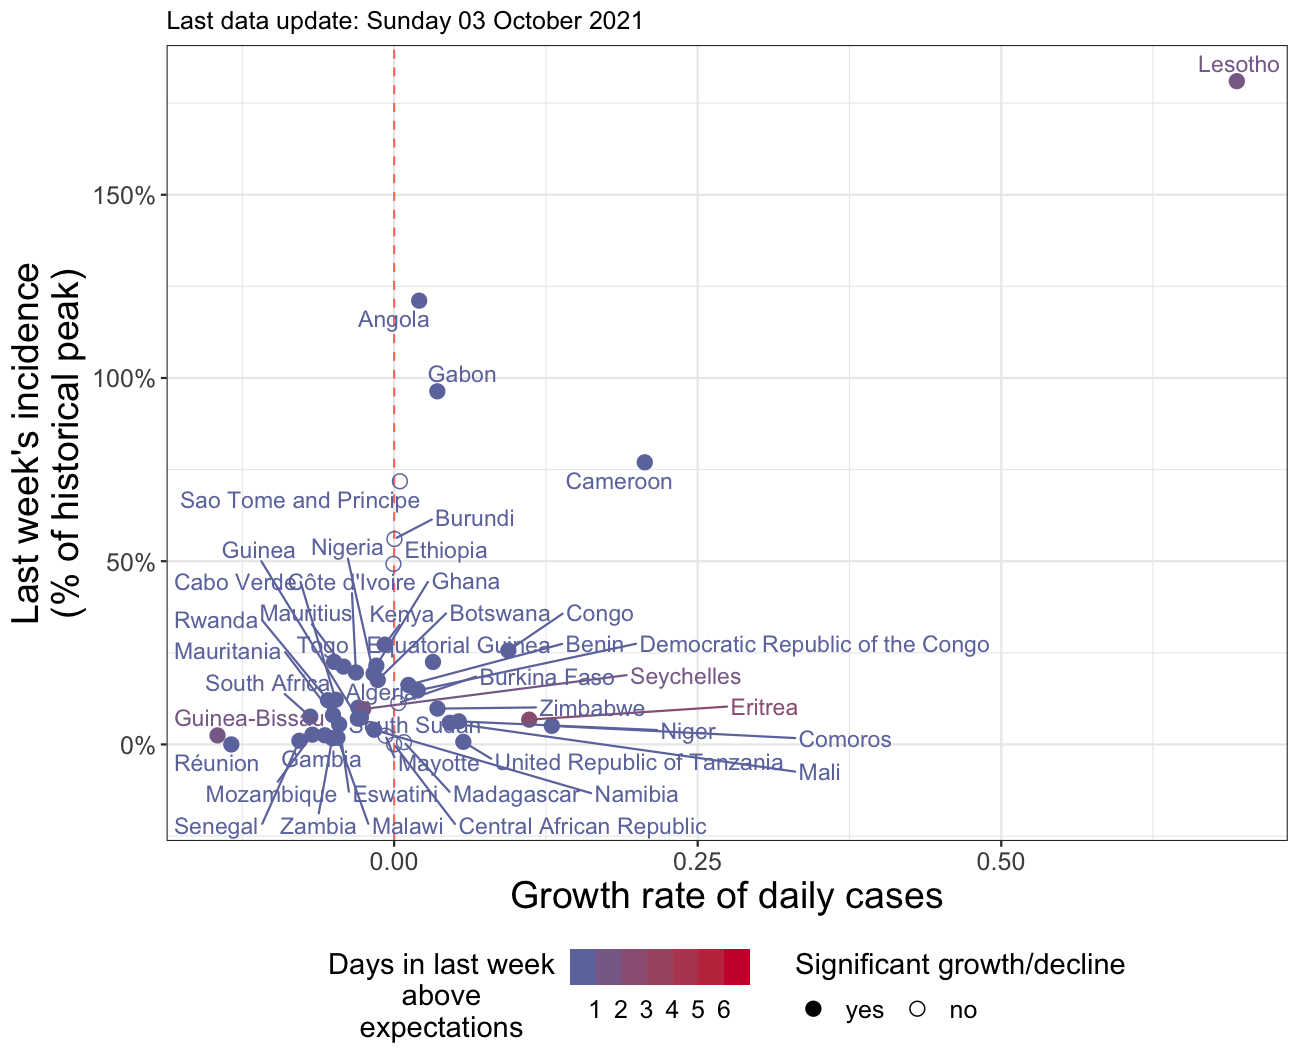 Last data update: Sunday 03 October 2021
Last week's incidence
(% of historical peak)
150%
100%
50%
0%
Lesotho
Angola
Gabon
Cameroon
Sao Tome and Principe
Burundi
Guinea
Nigeria
Ethiopia
Cabo Verde
Côte d'Ivoire
Ghana
Rwanda
Mauritius
Kenya
Botswana
Congo
Mauritania
Togo
Equatorial Guinea
Benin
Democratic Republic of the Congo
South Africa
Algeria
Burkina Faso
Seychelles
Guinea-Bissau
South Sudan
Zimbabwe
Eritrea
Niger
Comoros
Réunion
Gambia
Mayotte
United Republic of Tanzania
Mali
Mozambique
Eswatini
Madagascar
Namibia
Senegal
Zambia
Malawi
Central African Republic
0.00
0.25
0.50
Growth rate of daily cases
Days in last week
above
expectations
1 2 3 4 5 6
Significant growth/decline
yes
no